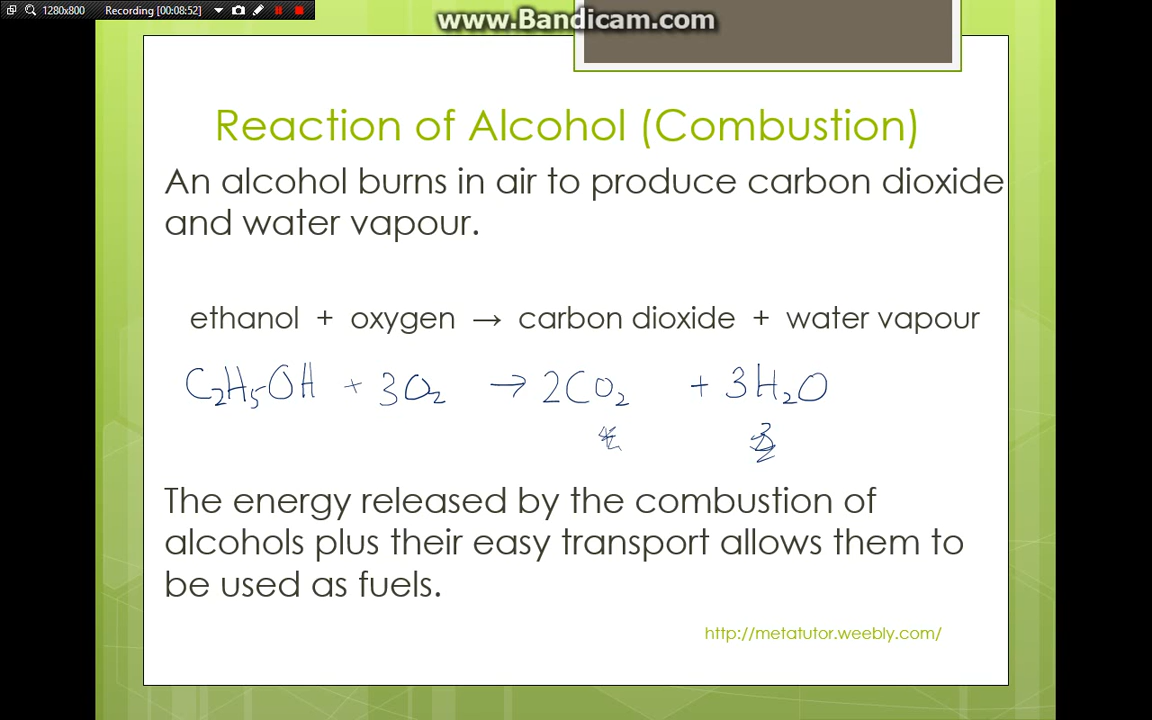 1280x800 Recording [00:08:52]
www.Bandicam.com
Reaction of Alcohol (Combustion)
An alcohol burns in air to produce carbon dioxide
and water vapour.
ethanol + oxygen → carbon dioxide + water vapour
C₂H₅OH + 3O₂ → 2CO₂ + 3H₂O
The energy released by the combustion of
alcohols plus their easy transport allows them to
be used as fuels.
http://metatutor.weebly.com/